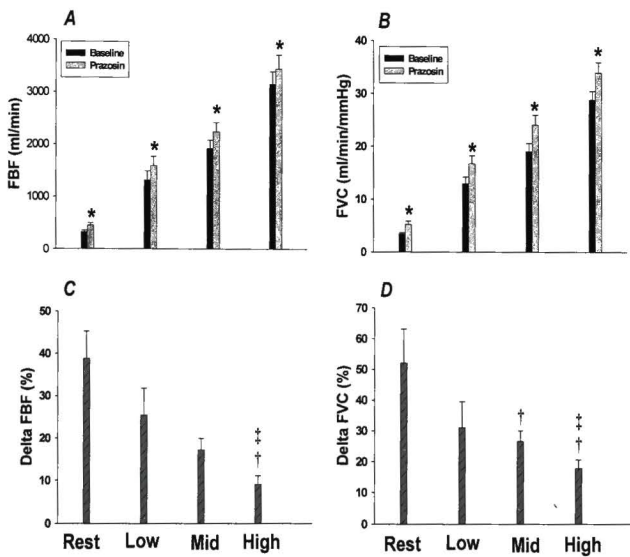 A
Baseline
Prazosin
FBF (ml/min)
4000
3000
2000
1000
0
*
*
*
*
B
Baseline
Prazosin
FVC (ml/min/mmHg)
40
30
20
10
0
*
*
*
*
C
Delta FBF (%)
50
40
30
20
10
0
‡
†
Rest Low Mid High
D
Delta FVC (%)
70
60
50
40
30
20
10
0
†
‡
†
Rest Low Mid High